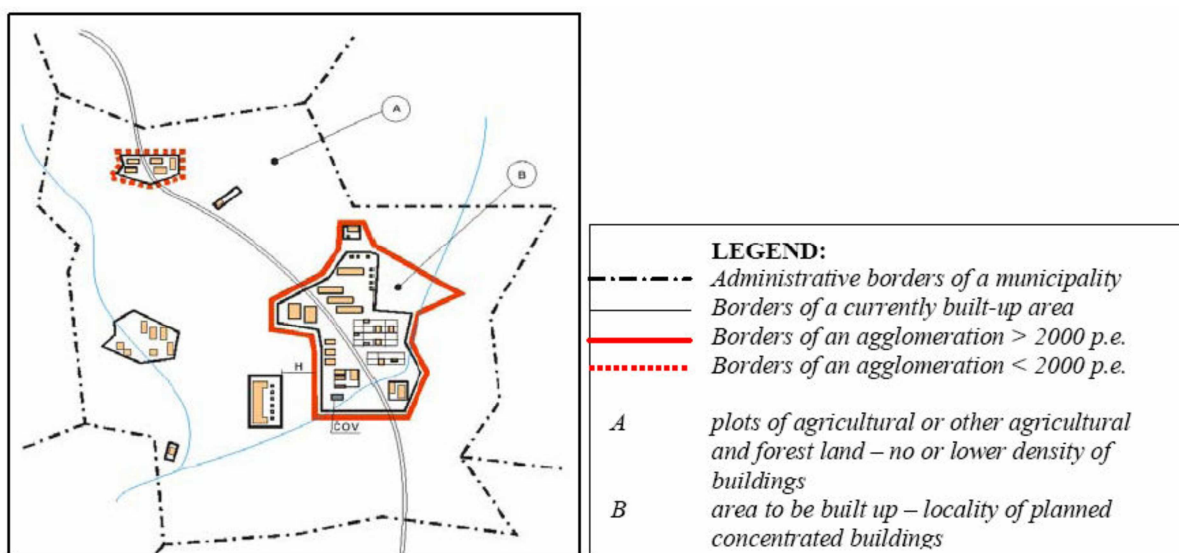 A
B
H
ČOV
LEGEND:
Administrative borders of a municipality
Borders of a currently built-up area
Borders of an agglomeration > 2000 p.e.
Borders of an agglomeration < 2000 p.e.
A plots of agricultural or other agricultural
and forest land – no or lower density of
buildings
B area to be built up – locality of planned
concentrated buildings